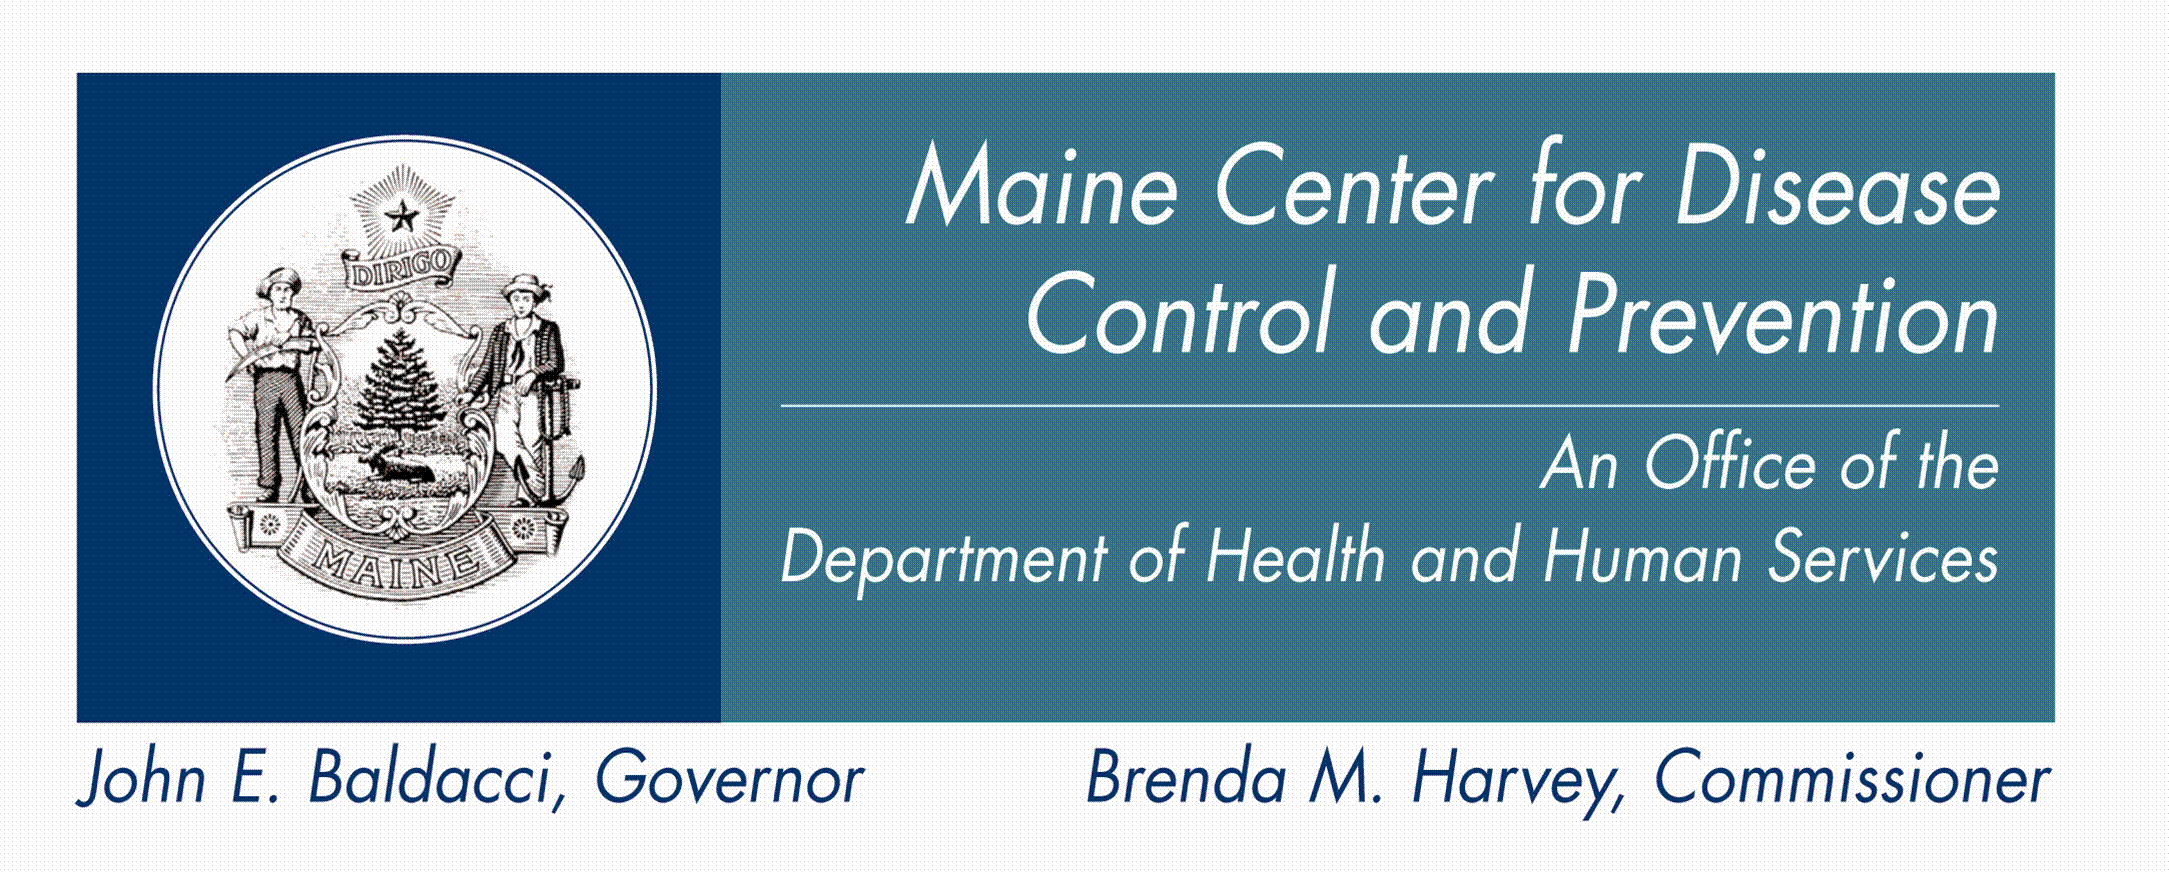 DIRIGO
MAINE
Maine Center for Disease
Control and Prevention
An Office of the
Department of Health and Human Services
John E. Baldacci, Governor
Brenda M. Harvey, Commissioner